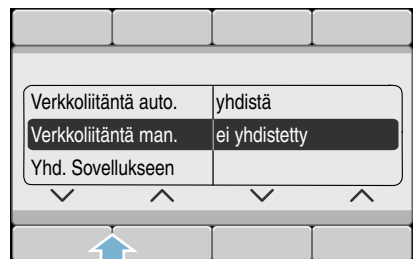 Verkkoliitäntä auto. yhdistä
Verkkoliitäntä man. ei yhdistetty
Yhd. Sovellukseen